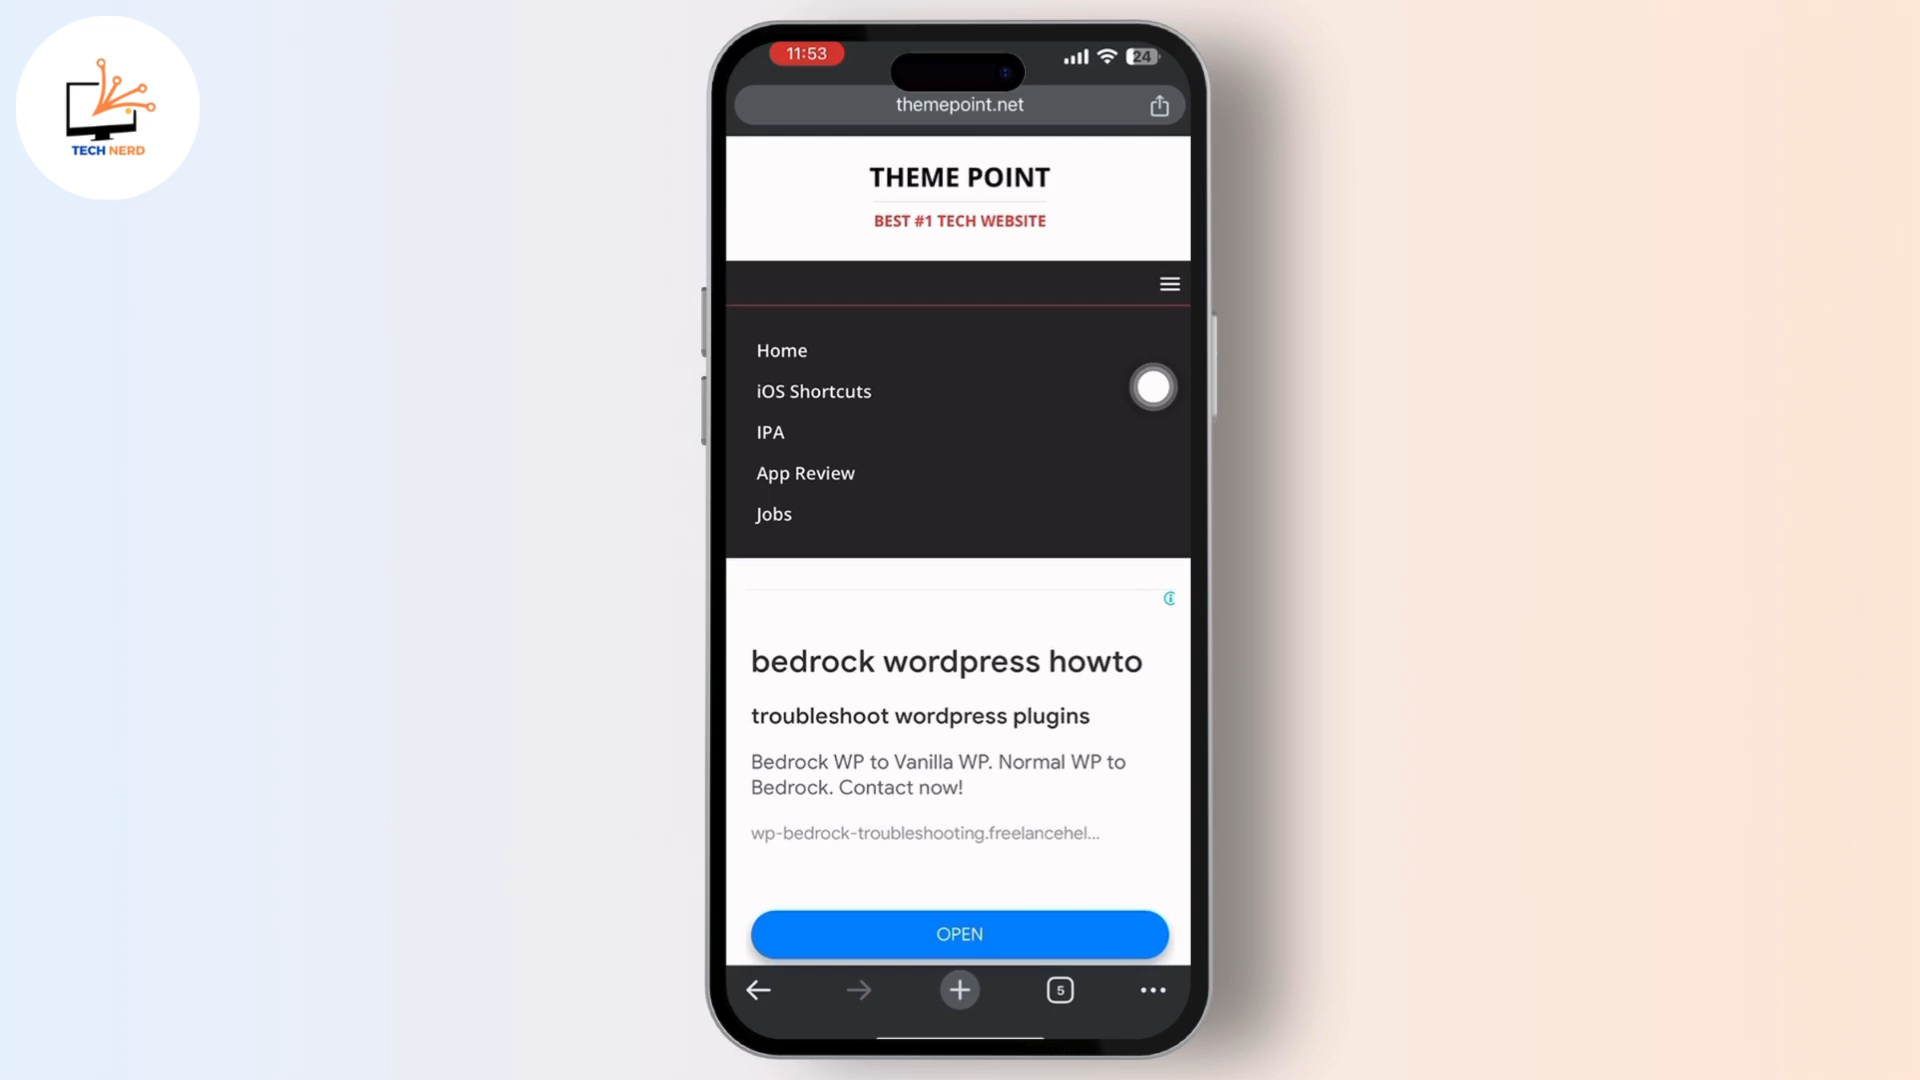 TECH NERD
11:53
24
themepoint.net
THEME POINT
BEST #1 TECH WEBSITE
Home
iOS Shortcuts
IPA
App Review
Jobs
bedrock wordpress howto
troubleshoot wordpress plugins
Bedrock WP to Vanilla WP. Normal WP to
Bedrock. Contact now!
wp-bedrock-troubleshooting.freelancehel...
OPEN
5